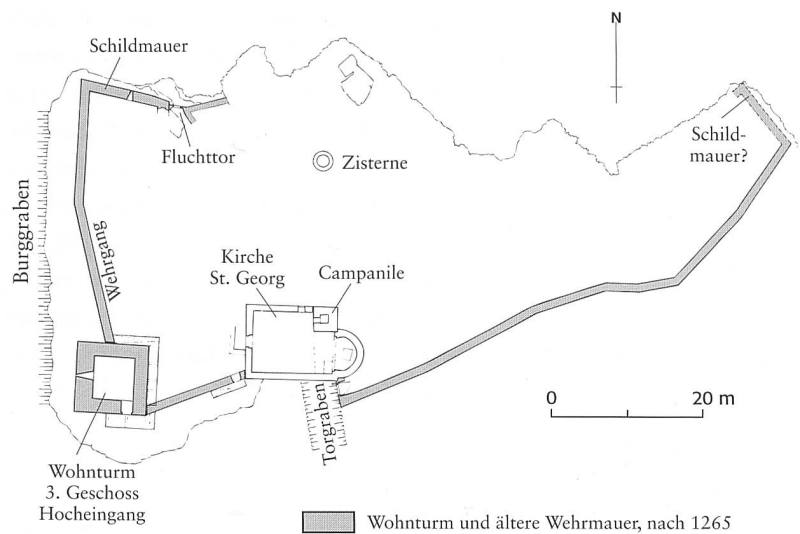 N
Schildmauer
Fluchttor
Zisterne
Schild-
mauer?
Burggraben
Wehrgang
Kirche
St. Georg
Campanile
0
20 m
Torgraben
Wohnturm
3. Geschoss
Hocheingang
Wohnturm und ältere Wehrmauer, nach 1265